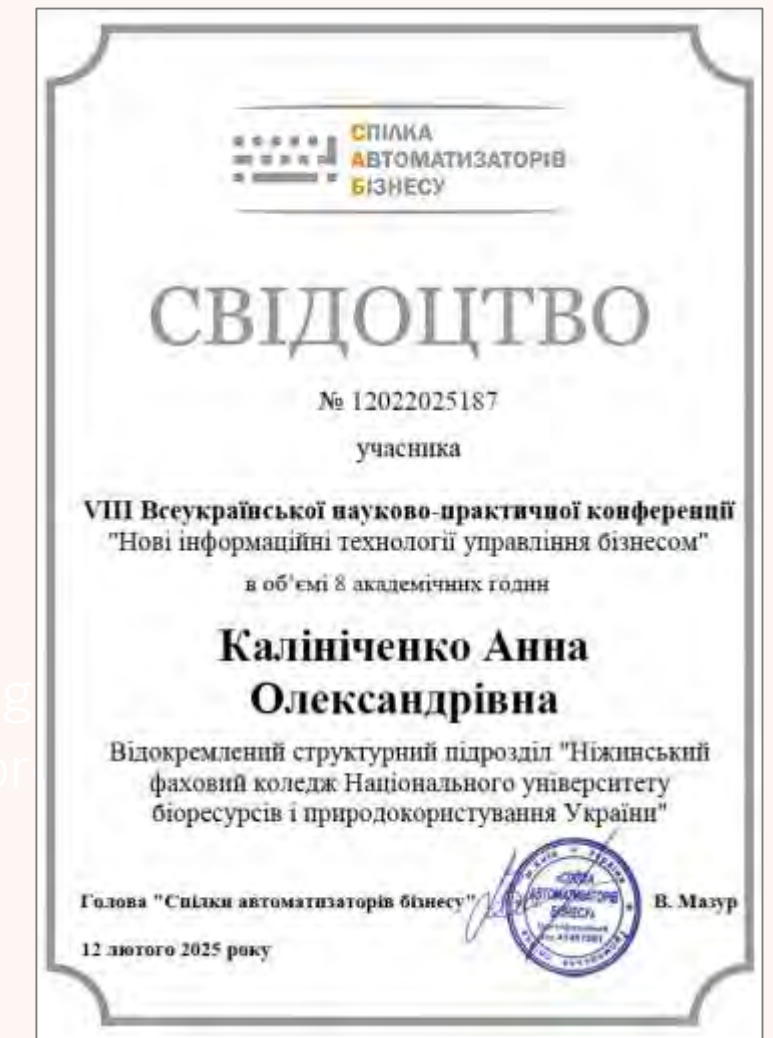 СПІЛКА
АВТОМАТИЗАТОРІВ
БІЗНЕСУ
СВІДОЦТВО
№ 12022025187
учасника
VIII Всеукраїнської науково-практичної конференції
"Нові інформаційні технології управління бізнесом"
в об'ємі 8 академічних годин
Калініченко Анна
Олександрівна
Відокремлений структурний підрозділ "Ніжинський
фаховий коледж Національного університету
біоресурсів і природокористування України"
Голова "Спілки автоматизаторів бізнесу" В. Мазур
12 лютого 2025 року